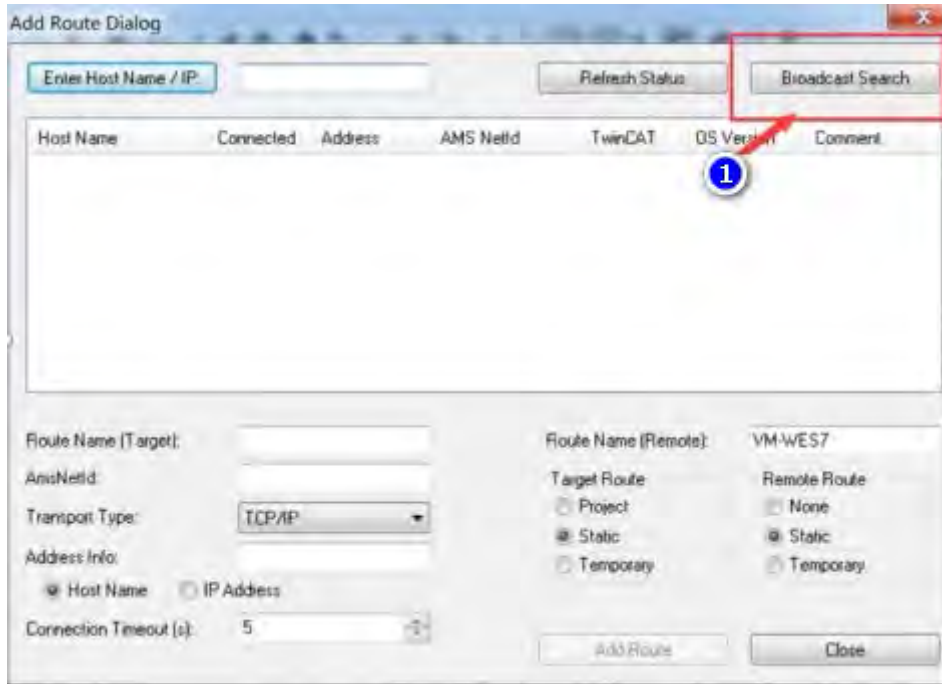 Add Route Dialog
Enter Host Name / IP: Refresh Status Broadcast Search
Host Name Connected Address AMS NetId TwinCAT OS Version Comment
1
Route Name (Target): Route Name (Remote): VM-WES7
AmsNetId: Target Route Remote Route
Project None
Transport Type: TCP/IP
Static Static
Address Info:
Temporary Temporary
Host Name IP Address
Connection Timeout (s): 5
Add Route Close